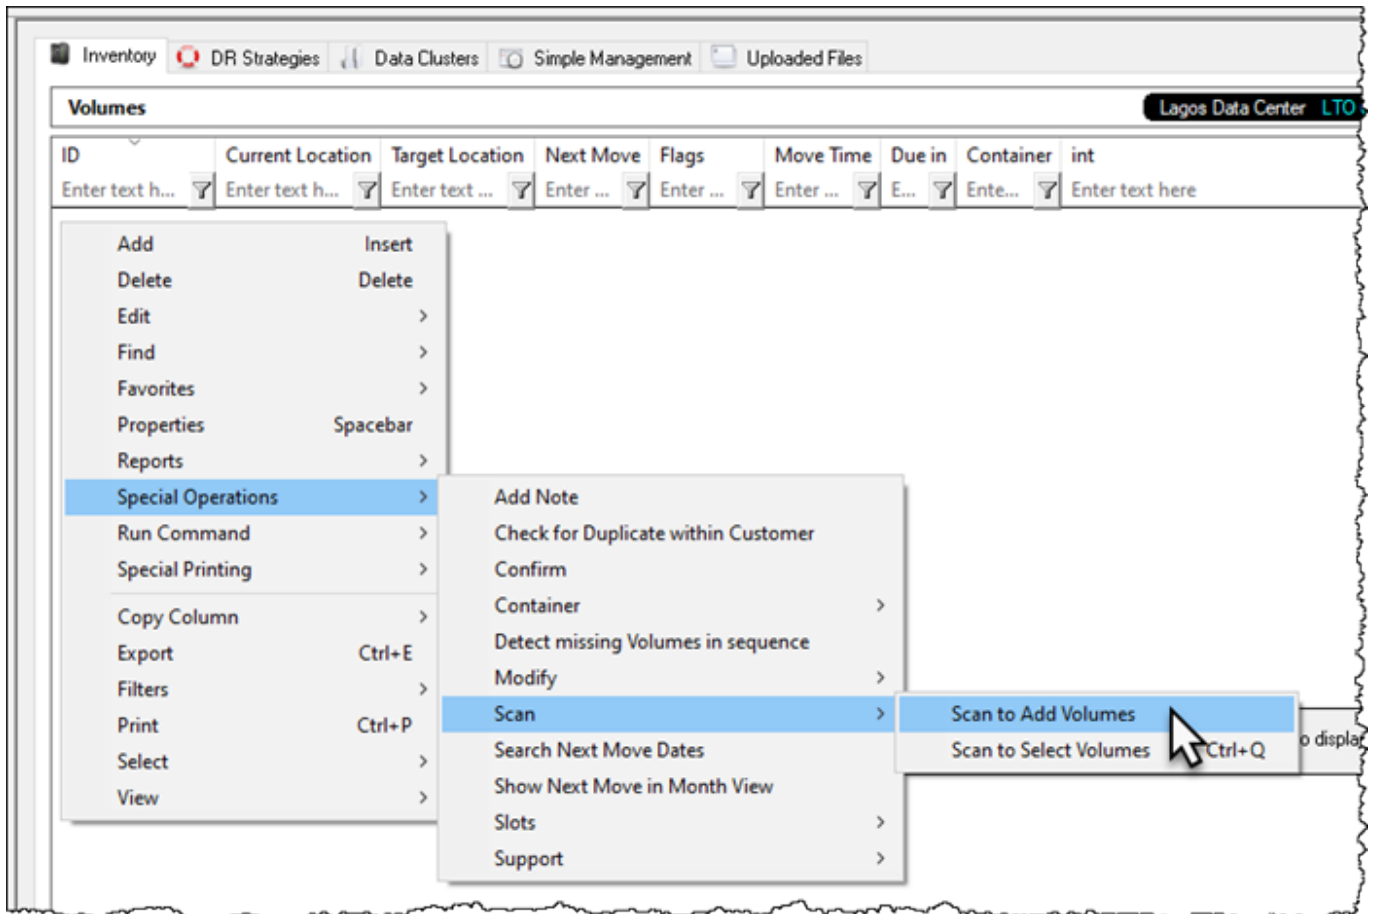 Inventory DR Strategies Data Clusters Simple Management Uploaded Files
Volumes Lagos Data Center LTO
ID Current Location Target Location Next Move Flags Move Time Due in Container int
Enter text h... Enter text h... Enter text ... Enter ... Enter ... Enter ... E... Ente... Enter text here
Add Insert
Delete Delete
Edit
Find
Favorites
Properties Spacebar
Reports
Special Operations
Run Command
Special Printing
Copy Column
Export Ctrl+E
Filters
Print Ctrl+P
Select
View
Add Note
Check for Duplicate within Customer
Confirm
Container
Detect missing Volumes in sequence
Modify
Scan
Search Next Move Dates
Show Next Move in Month View
Slots
Support
Scan to Add Volumes
Scan to Select Volumes Ctrl+Q